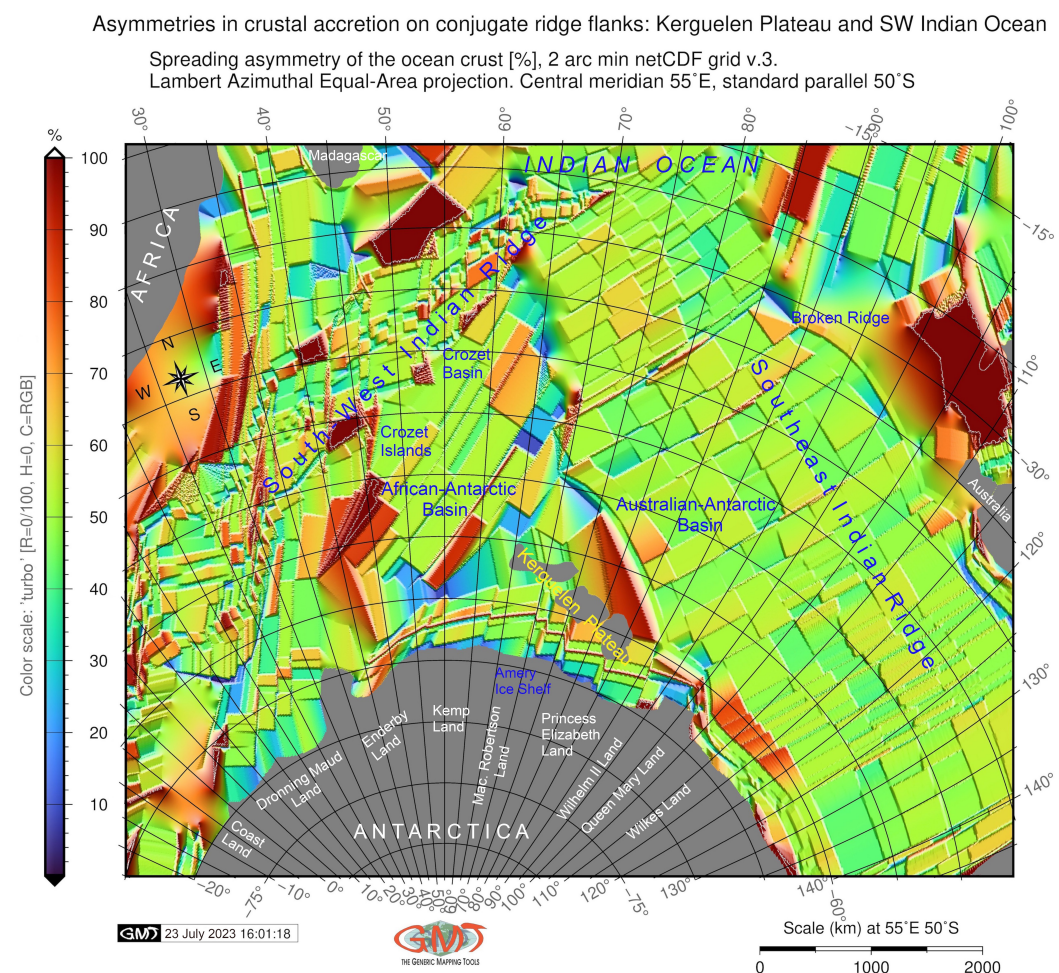 Asymmetries in crustal accretion on conjugate ridge flanks: Kerguelen Plateau and SW Indian Ocean
Spreading asymmetry of the ocean crust [%], 2 arc min netCDF grid v.3.
Lambert Azimuthal Equal-Area projection. Central meridian 55˚E, standard parallel 50˚S
30°
40°
50°
60°
70°
80°
−15°
90°
100°
%
100
90
80
70
60
50
40
30
20
10
Color scale: 'turbo' [R=0/100, H=0, C=RGB]
Madagascar
INDIAN OCEAN
AFRICA
N
E
W
S
South-West Indian Ridge
Crozet
Basin
Crozet
Islands
African-Antarctic
Basin
Broken Ridge
Southeast Indian Ridge
Australian-Antarctic
Basin
Kerguelen Plateau
Australia
−15°
110°
−30°
120°
130°
140°
Amery
Ice Shelf
Kemp
Land
Enderby
Land
Mac. Robertson
Land
Princess
Elizabeth
Land
Dronning Maud
Land
Wilhelm II Land
Queen Mary Land
Wilkes Land
Coast
Land
ANTARCTICA
−20°
−75°
−10°
0°
10°
20°
30°
40°
50°
60°
70°
80°
90°
100°
110°
120°
−75°
130°
140°
−60°
GMT 23 July 2023 16:01:18
GMT
THE GENERIC MAPPING TOOLS
Scale (km) at 55˚E 50˚S
0 1000 2000